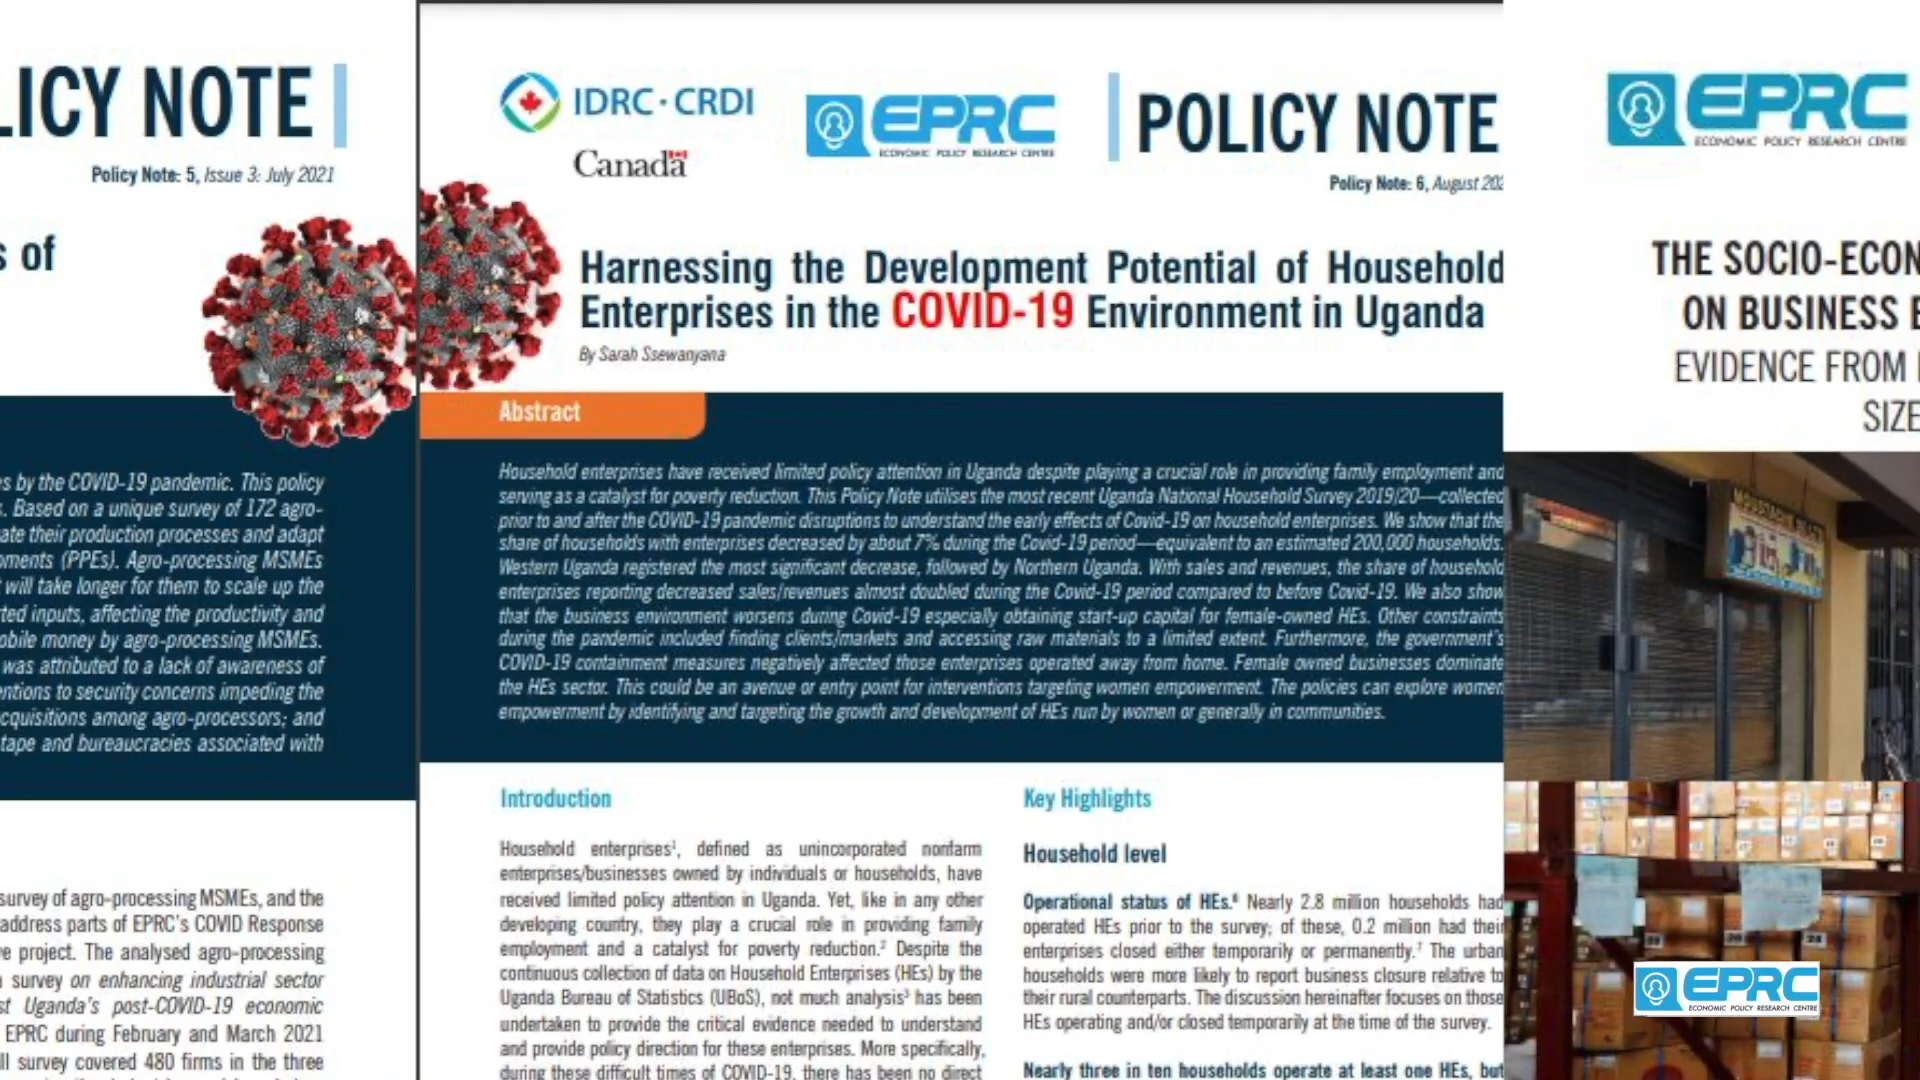 LICY NOTE
Policy Note: 5, Issue 3: July 2021
s of
s by the COVID-19 pandemic. This policy
. Based on a unique survey of 172 agro-
ate their production processes and adapt
oments (PPEs). Agro-processing MSMEs
will take longer for them to scale up the
ted inputs, affecting the productivity and
obile money by agro-processing MSMEs.
was attributed to a lack of awareness of
entions to security concerns impeding the
cquisitions among agro-processors; and
tape and bureaucracies associated with
survey of agro-processing MSMEs, and the
address parts of EPRC's COVID Response
e project. The analysed agro-processing
survey on enhancing industrial sector
st Uganda's post-COVID-19 economic
EPRC during February and March 2021
ll survey covered 480 firms in the three
IDRC · CRDI
Canada
EPRC
ECONOMIC POLICY RESEARCH CENTRE
POLICY NOTE
Policy Note: 6, August 202
Harnessing the Development Potential of Household
Enterprises in the COVID-19 Environment in Uganda
By Sarah Ssewanyana
Abstract
Household enterprises have received limited policy attention in Uganda despite playing a crucial role in providing family employment and
serving as a catalyst for poverty reduction. This Policy Note utilises the most recent Uganda National Household Survey 2019/20—collected
prior to and after the COVID-19 pandemic disruptions to understand the early effects of Covid-19 on household enterprises. We show that the
share of households with enterprises decreased by about 7% during the Covid-19 period—equivalent to an estimated 200,000 households.
Western Uganda registered the most significant decrease, followed by Northern Uganda. With sales and revenues, the share of household
enterprises reporting decreased sales/revenues almost doubled during the Covid-19 period compared to before Covid-19. We also show
that the business environment worsens during Covid-19 especially obtaining start-up capital for female-owned HEs. Other constraints
during the pandemic included finding clients/markets and accessing raw materials to a limited extent. Furthermore, the government's
COVID-19 containment measures negatively affected those enterprises operated away from home. Female owned businesses dominate
the HEs sector. This could be an avenue or entry point for interventions targeting women empowerment. The policies can explore women
empowerment by identifying and targeting the growth and development of HEs run by women or generally in communities.
Introduction
Household enterprises¹, defined as unincorporated nonfarm
enterprises/businesses owned by individuals or households, have
received limited policy attention in Uganda. Yet, like in any other
developing country, they play a crucial role in providing family
employment and a catalyst for poverty reduction.² Despite the
continuous collection of data on Household Enterprises (HEs) by the
Uganda Bureau of Statistics (UBoS), not much analysis³ has been
undertaken to provide the critical evidence needed to understand
and provide policy direction for these enterprises. More specifically,
during these difficult times of COVID-19, there has been no direct
Key Highlights
Household level
Operational status of HEs. Nearly 2.8 million households had
operated HEs prior to the survey; of these, 0.2 million had their
enterprises closed either temporarily or permanently.⁷ The urban
households were more likely to report business closure relative to
their rural counterparts. The discussion hereinafter focuses on those
HEs operating and/or closed temporarily at the time of the survey.
Nearly three in ten households operate at least one HEs, but
EPRC
ECONOMIC POLICY RESEARCH CENTRE
THE SOCIO-ECON
ON BUSINESS E
EVIDENCE FROM
SIZE
EPRC
ECONOMIC POLICY RESEARCH CENTRE